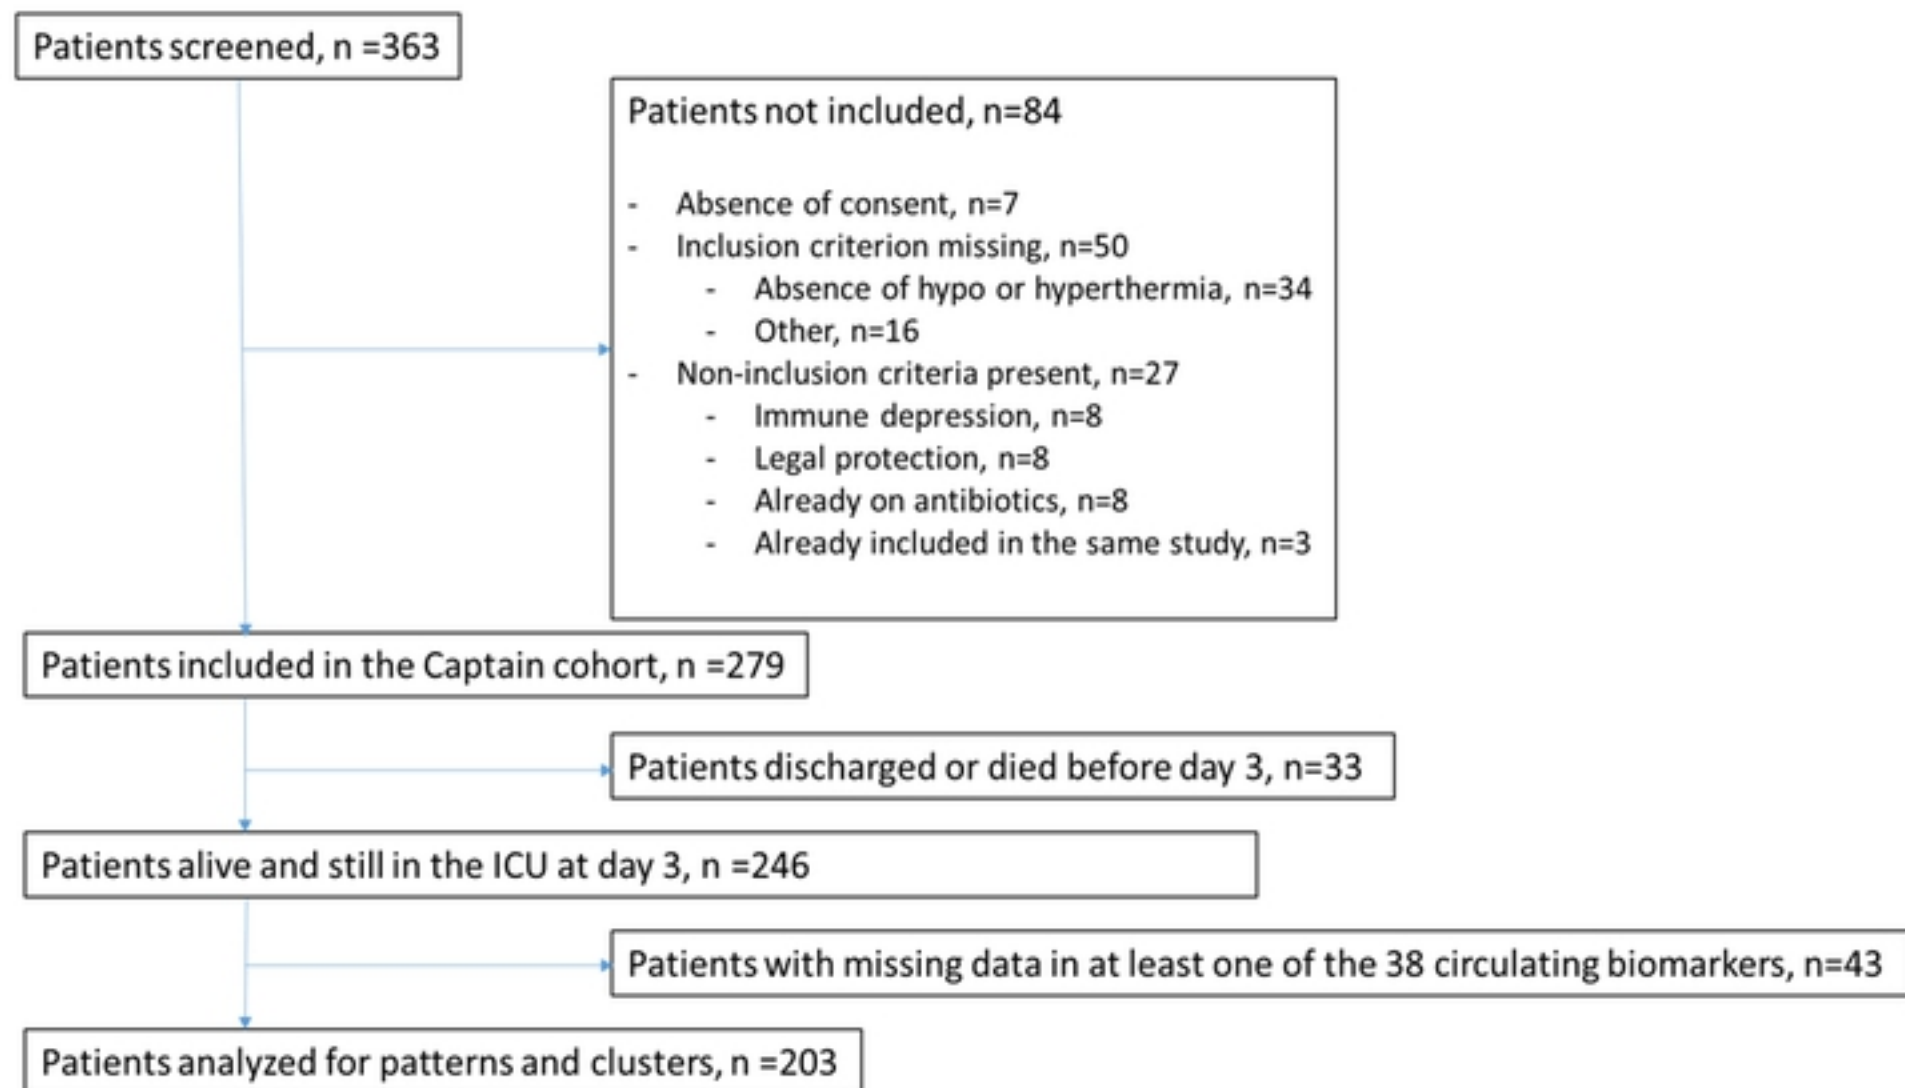 Patients screened, n =363
Patients not included, n=84
- Absence of consent, n=7
- Inclusion criterion missing, n=50
- Absence of hypo or hyperthermia, n=34
- Other, n=16
- Non-inclusion criteria present, n=27
- Immune depression, n=8
- Legal protection, n=8
- Already on antibiotics, n=8
- Already included in the same study, n=3
Patients included in the Captain cohort, n =279
Patients discharged or died before day 3, n=33
Patients alive and still in the ICU at day 3, n =246
Patients with missing data in at least one of the 38 circulating biomarkers, n=43
Patients analyzed for patterns and clusters, n =203